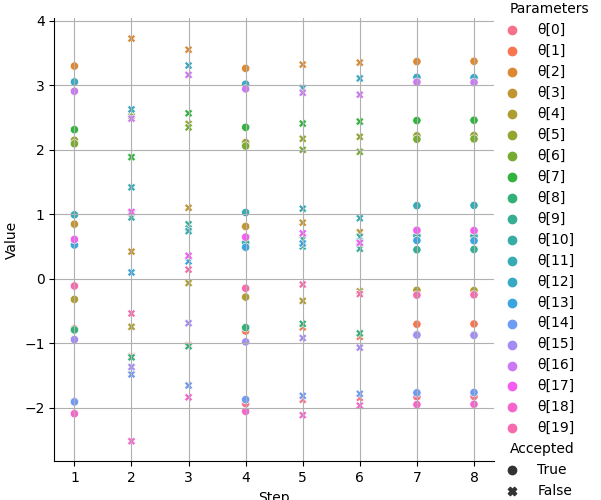 Parameters
θ[0]
θ[1]
θ[2]
θ[3]
θ[4]
θ[5]
θ[6]
θ[7]
θ[8]
θ[9]
θ[10]
θ[11]
θ[12]
θ[13]
θ[14]
θ[15]
θ[16]
θ[17]
θ[18]
θ[19]
Accepted
True
False
Value
4
3
2
1
0
−1
−2
1 2 3 4 5 6 7 8
Step